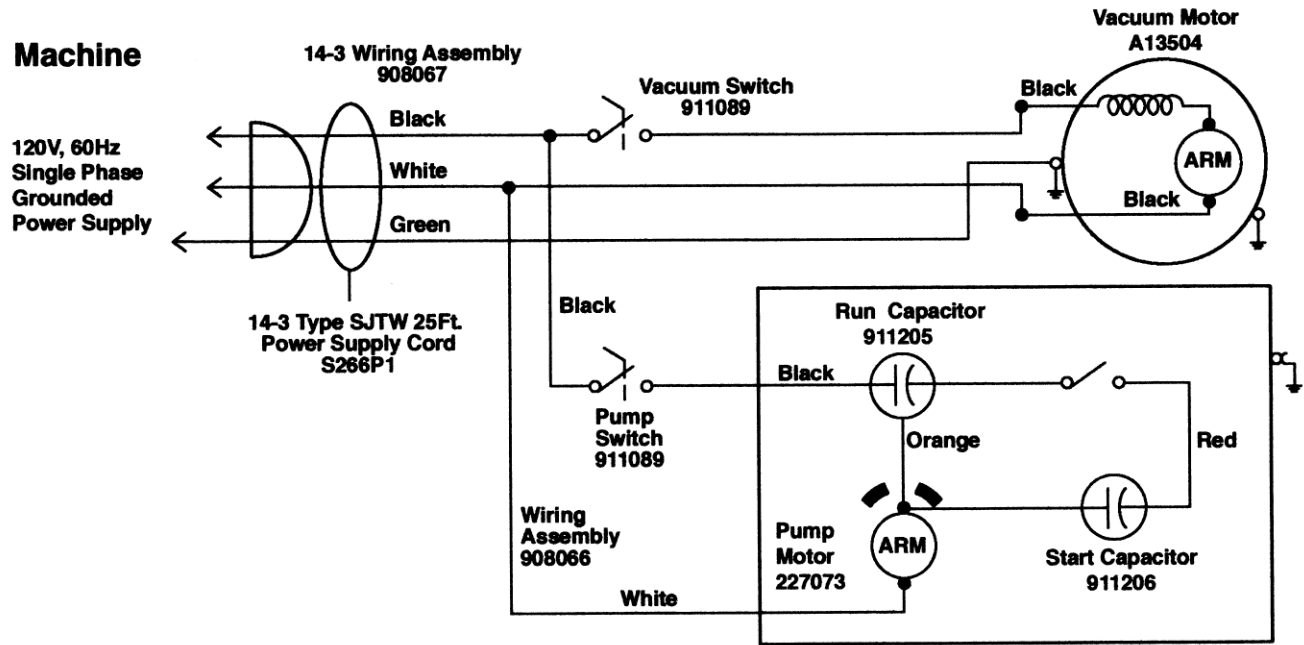 Machine
120V, 60Hz
Single Phase
Grounded
Power Supply
14-3 Wiring Assembly
908067
Black
White
Green
14-3 Type SJTW 25Ft.
Power Supply Cord
S266P1
Vacuum Switch
911089
Vacuum Motor
A13504
Black
ARM
Black
Black
Pump
Switch
911089
Wiring
Assembly
908066
White
Run Capacitor
911205
Black
Orange
Red
Pump
Motor
227073
ARM
Start Capacitor
911206